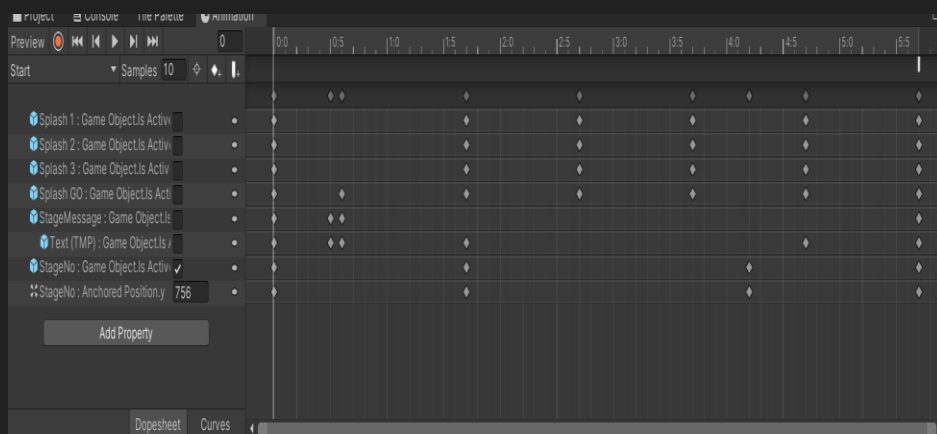 Project Console Tile Palette Animation
Preview 0 0:0 0:5 1:0 1:5 2:0 2:5 3:0 3:5 4:0 4:5 5:0 5:5
Start Samples 10
Splash 1 : Game Object.Is Active
Splash 2 : Game Object.Is Active
Splash 3 : Game Object.Is Activ
Splash GO : Game Object.Is Acti
StageMessage : Game Object.Is
Text (TMP) : Game Object.Is A
StageNo : Game Object.Is Active
StageNo : Anchored Position.y 756
Add Property
Dopesheet Curves